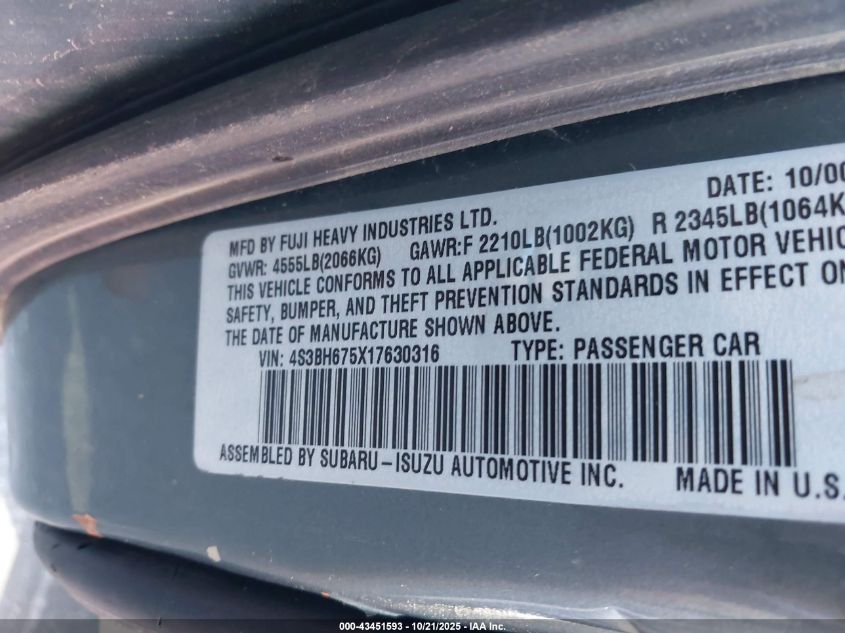 DATE: 10/00
MFD BY FUJI HEAVY INDUSTRIES LTD.
GVWR: 4555LB(2066KG) GAWR:F 2210LB(1002KG) R 2345LB(1064K
THIS VEHICLE CONFORMS TO ALL APPLICABLE FEDERAL MOTOR VEHIC
SAFETY, BUMPER, AND THEFT PREVENTION STANDARDS IN EFFECT ON
THE DATE OF MANUFACTURE SHOWN ABOVE.
VIN: 4S3BH675X17630316 TYPE: PASSENGER CAR
ASSEMBLED BY SUBARU-ISUZU AUTOMOTIVE INC. MADE IN U.S.
000-43451593 - 10/21/2025 - IAA Inc.